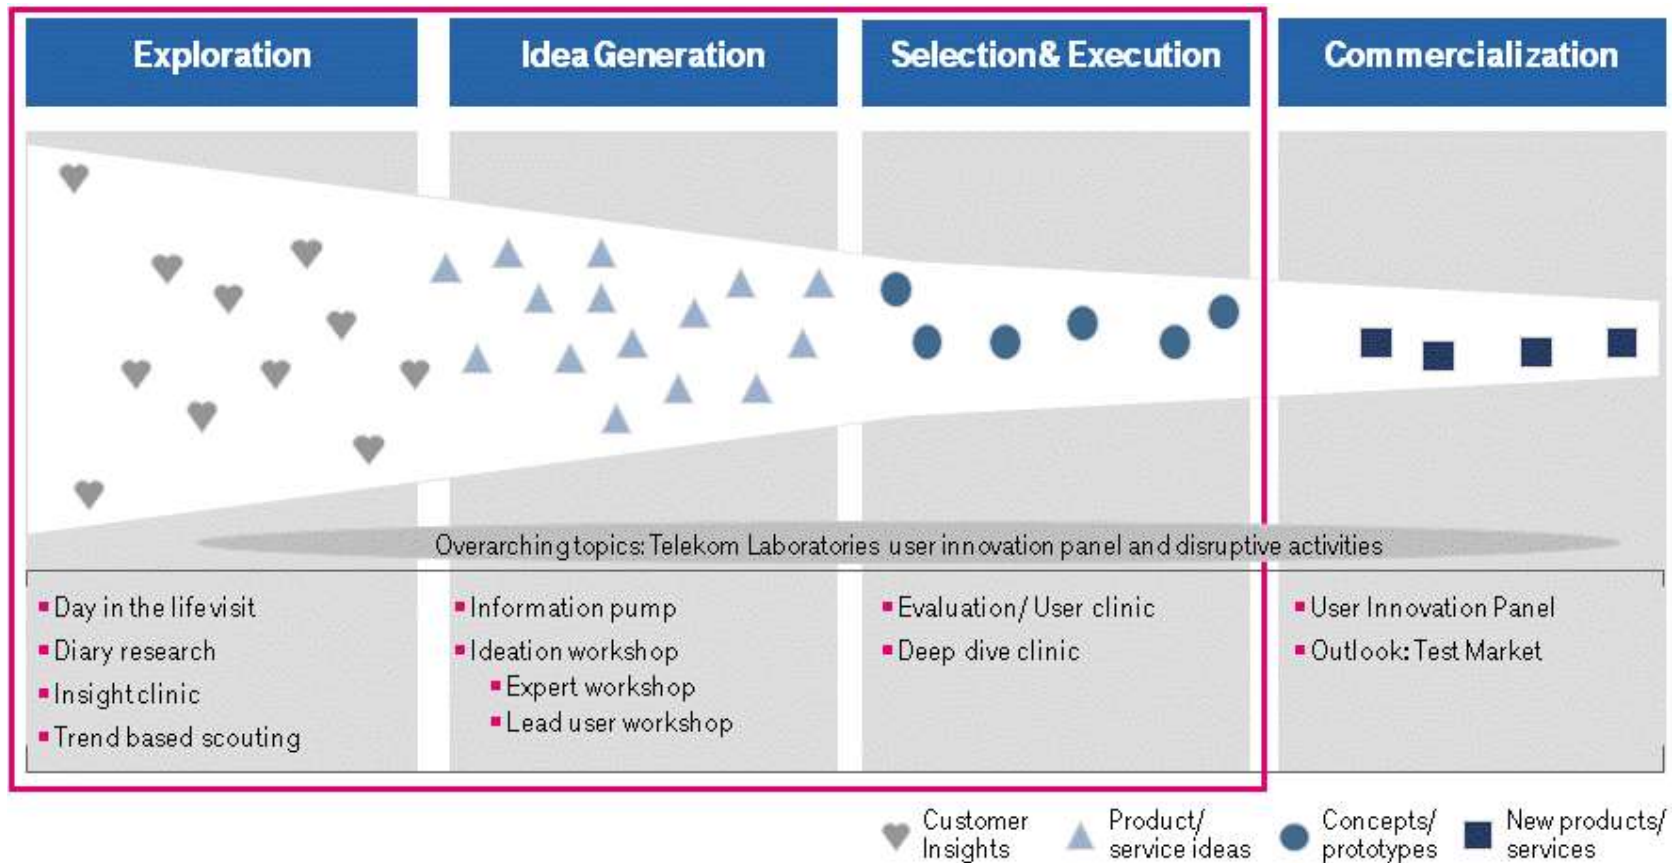 Exploration
Idea Generation
Selection & Execution
Commercialization
Overarching topics: Telekom Laboratories user innovation panel and disruptive activities
Day in the life visit
Diary research
Insight clinic
Trend based scouting
Information pump
Ideation workshop
Expert workshop
Lead user workshop
Evaluation/ User clinic
Deep dive clinic
User Innovation Panel
Outlook: Test Market
Customer
Insights
Product/
service ideas
Concepts/
prototypes
New products/
services